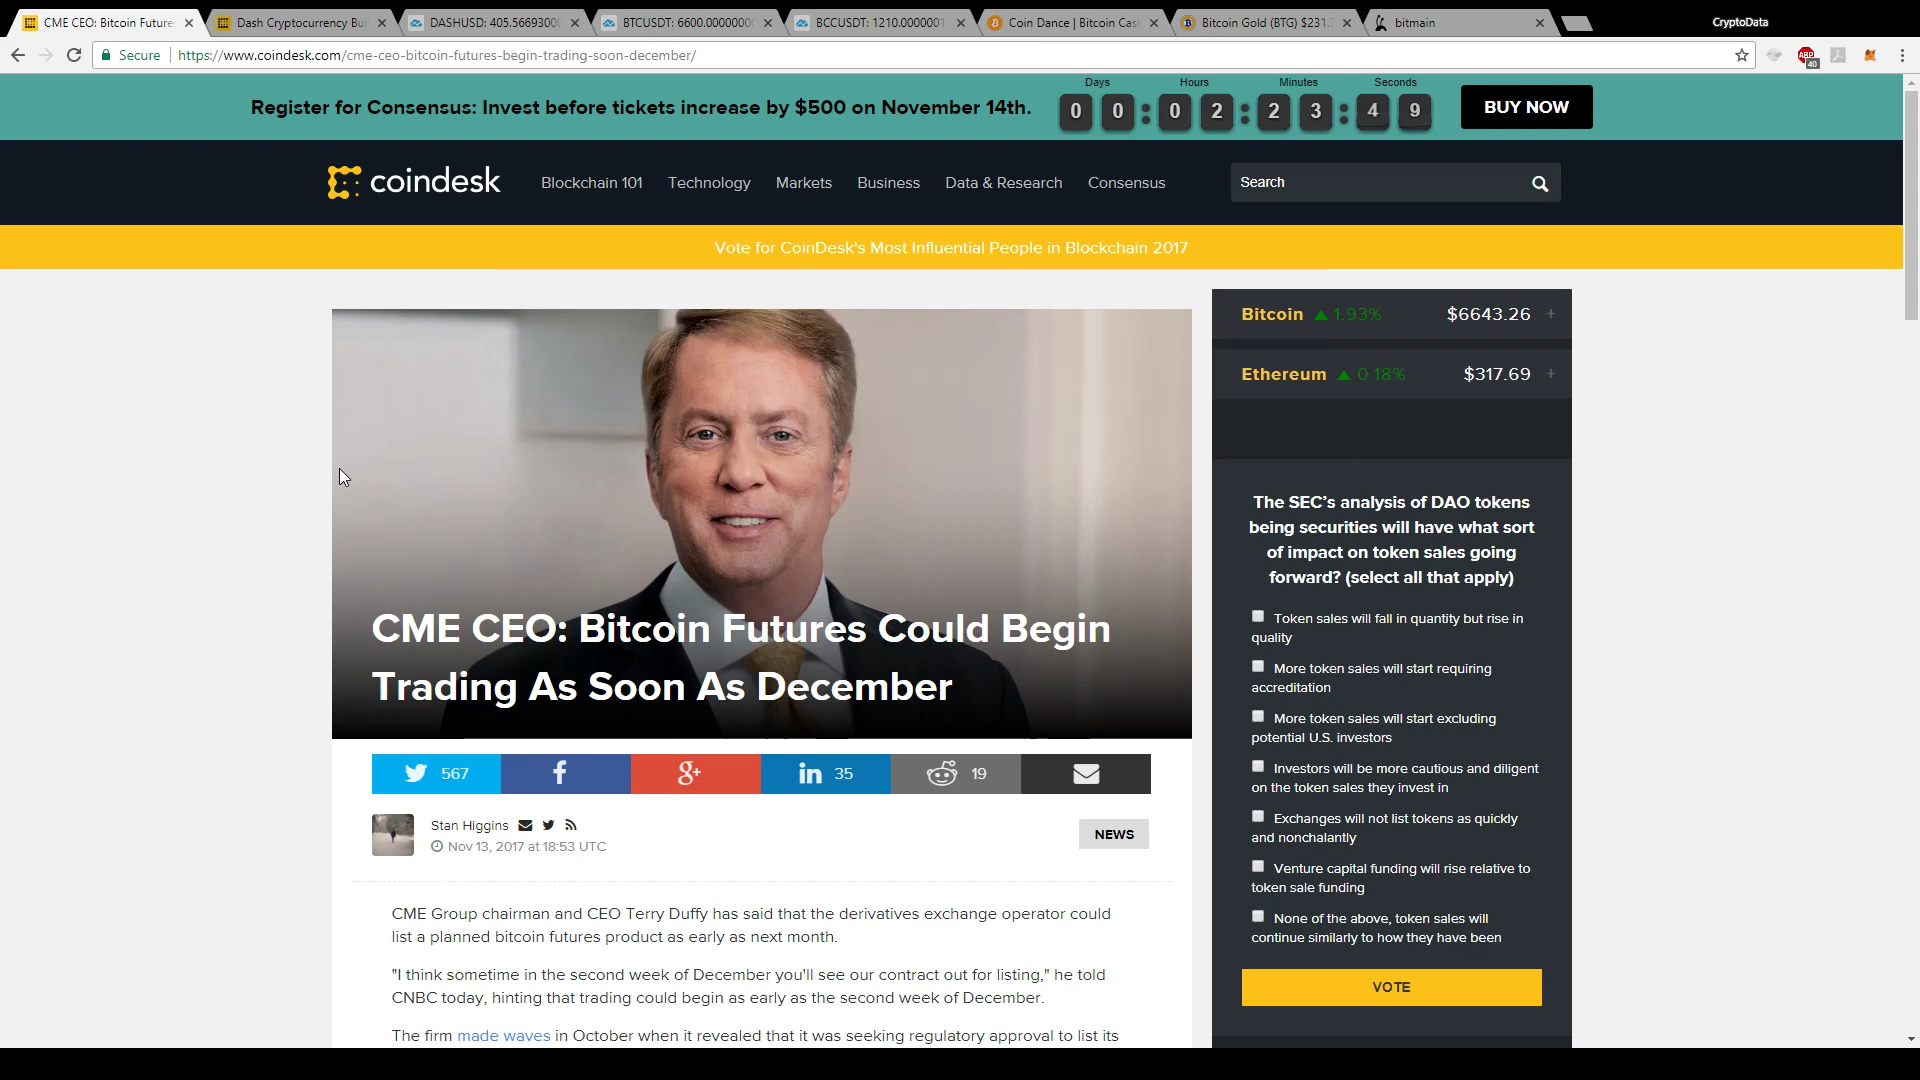 CME CEO: Bitcoin Future
Dash Cryptocurrency Bui
DASHUSD: 405.56693000
BTCUSDT: 6600.00000000
BCCUSDT: 1210.0000001
Coin Dance | Bitcoin Cas
Bitcoin Gold (BTG) $231.7
bitmain
CryptoData
Secure
https://www.coindesk.com/cme-ceo-bitcoin-futures-begin-trading-soon-december/
ABP
40
Register for Consensus: Invest before tickets increase by $500 on November 14th.
Days Hours Minutes Seconds
0 0 : 0 2 : 2 3 : 4 9
BUY NOW
coindesk
Blockchain 101 Technology Markets Business Data & Research Consensus
Search
Vote for CoinDesk's Most Influential People in Blockchain 2017
CME CEO: Bitcoin Futures Could Begin
Trading As Soon As December
567
35
19
Stan Higgins
Nov 13, 2017 at 18:53 UTC
NEWS
CME Group chairman and CEO Terry Duffy has said that the derivatives exchange operator could
list a planned bitcoin futures product as early as next month.
"I think sometime in the second week of December you'll see our contract out for listing," he told
CNBC today, hinting that trading could begin as early as the second week of December.
The firm made waves in October when it revealed that it was seeking regulatory approval to list its
Bitcoin 1.93% $6643.26 +
Ethereum 0.18% $317.69 +
The SEC’s analysis of DAO tokens
being securities will have what sort
of impact on token sales going
forward? (select all that apply)
Token sales will fall in quantity but rise in
quality
More token sales will start requiring
accreditation
More token sales will start excluding
potential U.S. investors
Investors will be more cautious and diligent
on the token sales they invest in
Exchanges will not list tokens as quickly
and nonchalantly
Venture capital funding will rise relative to
token sale funding
None of the above, token sales will
continue similarly to how they have been
VOTE